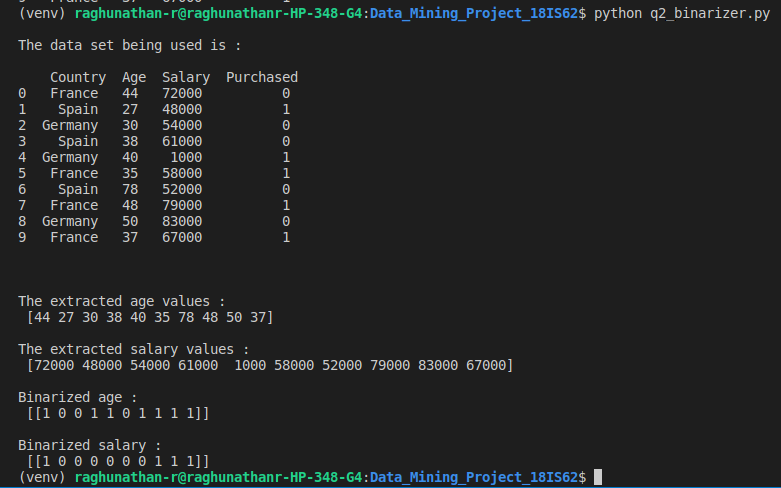 (venv) raghunathan-r@raghunathanr-HP-348-G4:Data_Mining_Project_18IS62$ python q2_binarizer.py
The data set being used is :
Country Age Salary Purchased
0 France 44 72000 0
1 Spain 27 48000 1
2 Germany 30 54000 0
3 Spain 38 61000 0
4 Germany 40 1000 1
5 France 35 58000 1
6 Spain 78 52000 0
7 France 48 79000 1
8 Germany 50 83000 0
9 France 37 67000 1
The extracted age values :
[44 27 30 38 40 35 78 48 50 37]
The extracted salary values :
[72000 48000 54000 61000  1000 58000 52000 79000 83000 67000]
Binarized age :
[[1 0 0 1 1 0 1 1 1 1]]
Binarized salary :
[[1 0 0 0 0 0 0 1 1 1]]
(venv) raghunathan-r@raghunathanr-HP-348-G4:Data_Mining_Project_18IS62$